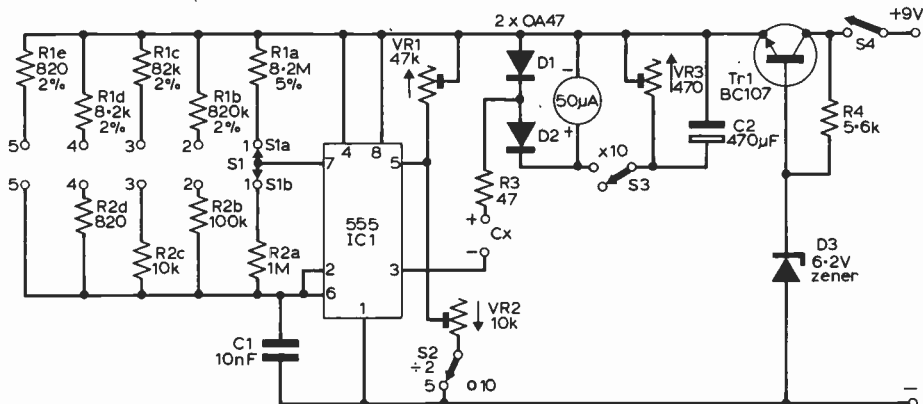 2 x OA47
+9V
S4
R1e
820
2%
R1d
8·2k
2%
R1c
82k
2%
R1b
820k
2%
R1a
8·2M
5%
VR1
47k
D1
D2
50µA
−
+
VR3
470
Tr1
BC107
C2
470µF
R4
5·6k
5
4
3
2
1
S1a
S1
5
4
3
2
1
S1b
7
4
8
5
2
6
3
1
555
IC1
R3
47
+
Cx
−
x10
S3
R2d
820
R2c
10k
R2b
100k
R2a
1M
D3
6·2V
zener
VR2
10k
C1
10nF
S2
÷2
5
o 10
−